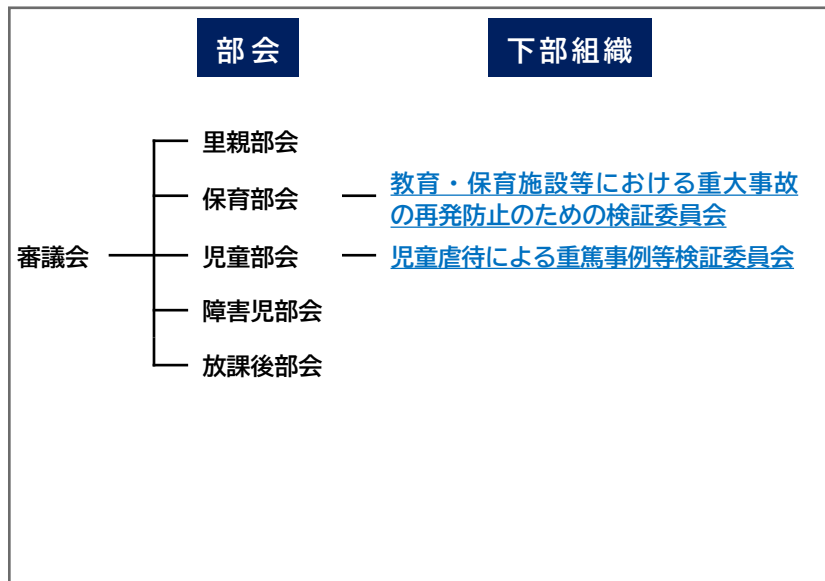 部会
下部組織
里親部会
保育部会
教育・保育施設等における重大事故
の再発防止のための検証委員会
審議会
児童部会
児童虐待による重篤事例等検証委員会
障害児部会
放課後部会